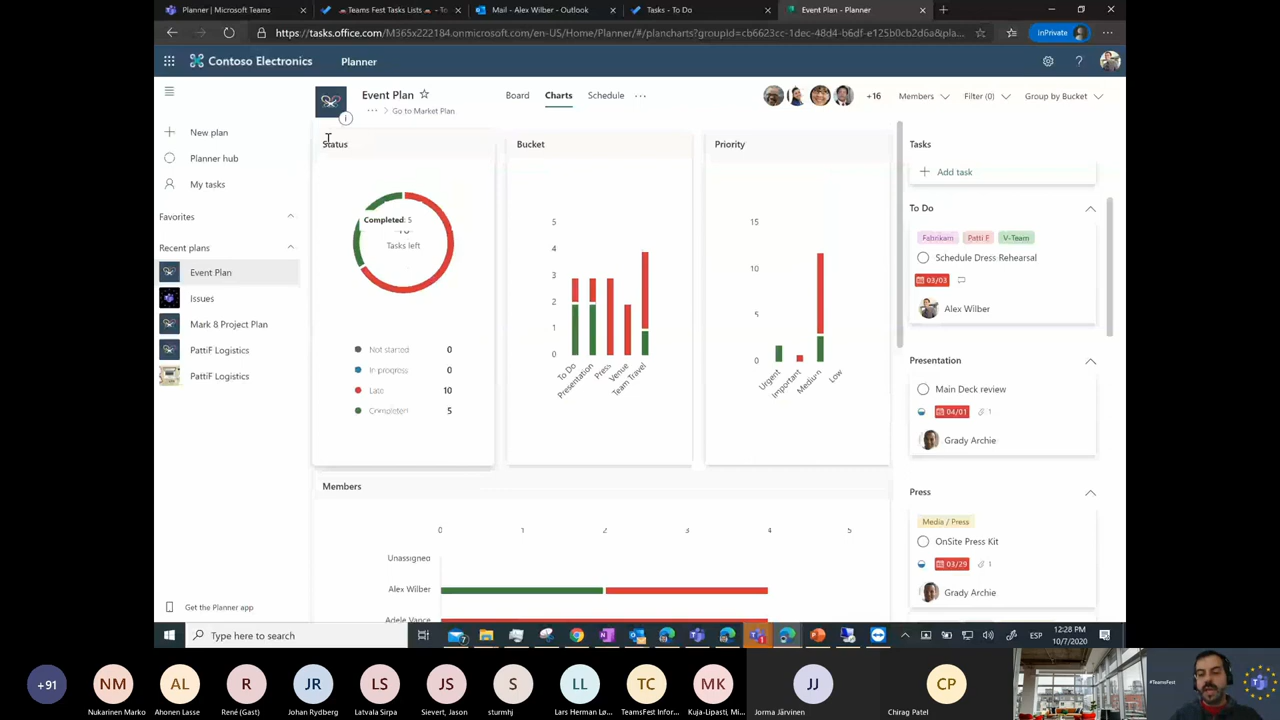 Planner | Microsoft Teams
Teams Fest Tasks Lists
Mail - Alex Wilber - Outlook
Tasks - To Do
Event Plan - Planner
https://tasks.office.com/M365x222184.onmicrosoft.com/en-US/Home/Planner/#/plancharts?groupId=cb6623cc-1dec-48d4-b6df-e125b0cb2d6a&pla...
InPrivate
Contoso Electronics
Planner
New plan
Planner hub
My tasks
Favorites
Recent plans
Event Plan
Issues
Mark 8 Project Plan
PattiF Logistics
PattiF Logistics
Get the Planner app
Event Plan
Go to Market Plan
Board
Charts
Schedule
+16
Members
Filter (0)
Group by Bucket
Status
Completed: 5
Tasks left
Not started 0
In progress 0
Late 10
Completed 5
Bucket
5
4
3
2
1
0
To Do
Presentation
Press
Venue
Team Travel
Priority
15
10
5
0
Urgent
Important
Medium
Low
Members
0 1 2 3 4 5
Unassigned
Alex Wilber
Adele Vance
Tasks
Add task
To Do
Fabrikam
Patti F
V-Team
Schedule Dress Rehearsal
03/03
Alex Wilber
Presentation
Main Deck review
04/01
1
Grady Archie
Press
Media / Press
OnSite Press Kit
03/29
1
Grady Archie
Type here to search
ESP
12:28 PM
10/7/2020
+91
NM
AL
R
JR
LS
JS
S
LL
TC
MK
JJ
CP
Nukarinen Marko
Ahonen Lasse
René (Gast)
Johan Rydberg
Latvala Sirpa
Sievert, Jason
sturmhj
Lars Herman Lø...
TeamsFest Infor...
Kuja-Lipasti, Mi...
Jorma Järvinen
Chirag Patel
#TeamsFest